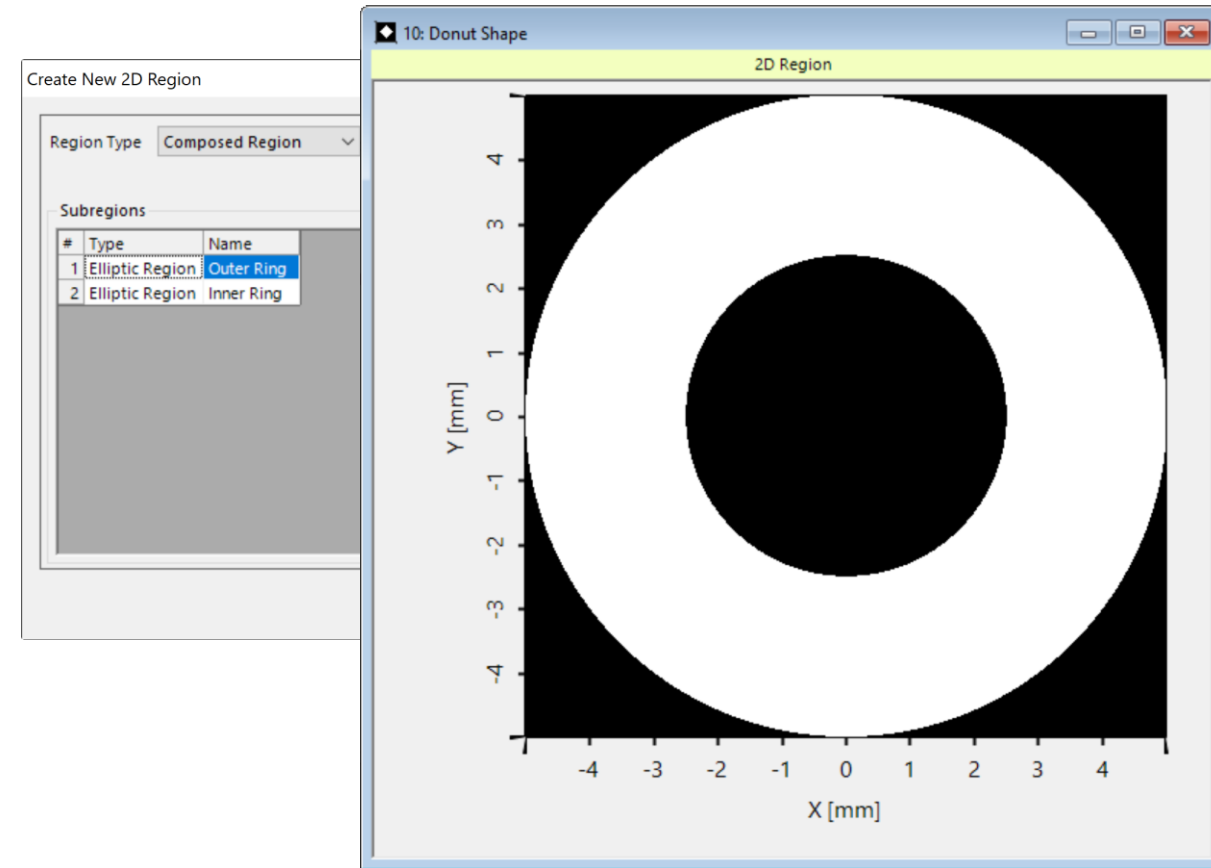 Create New 2D Region
Region Type Composed Region
Subregions
# Type Name
1 Elliptic Region Outer Ring
2 Elliptic Region Inner Ring
10: Donut Shape
2D Region
4
3
2
1
0
-1
-2
-3
-4
Y [mm]
-4 -3 -2 -1 0 1 2 3 4
X [mm]